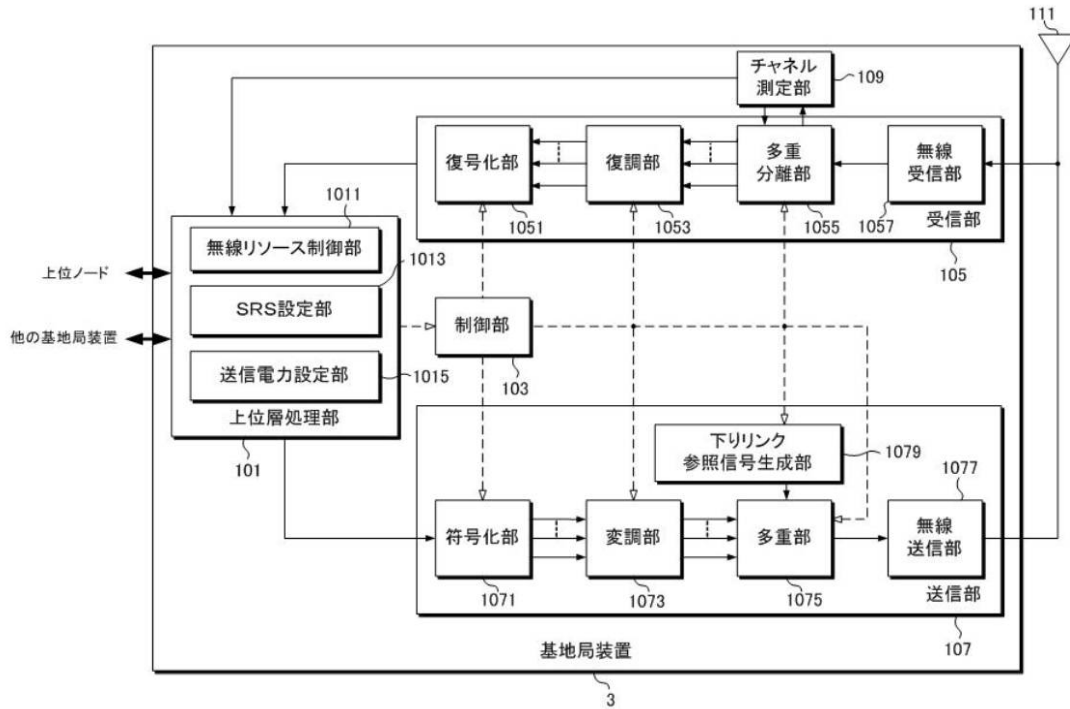 111
チャネル
測定部
109
復号化部
復調部
多重
分離部
無線
受信部
1051
1053
1055
1057
受信部
105
1011
無線リソース制御部
上位ノード
1013
SRS設定部
制御部
103
他の基地局装置
送信電力設定部
1015
上位層処理部
101
下りリンク
参照信号生成部
1079
1077
符号化部
変調部
多重部
無線
送信部
1071
1073
1075
送信部
107
基地局装置
3